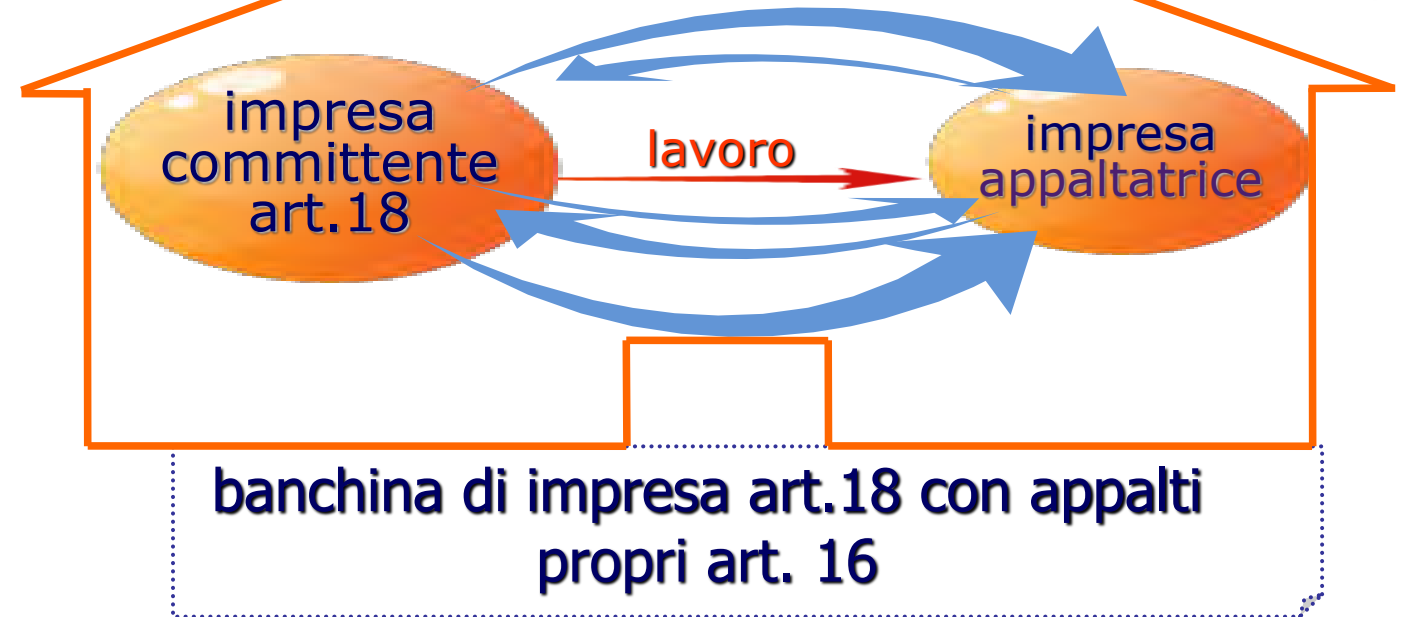 impresa
committente
art.18
lavoro
impresa
appaltatrice
banchina di impresa art.18 con appalti
propri art. 16